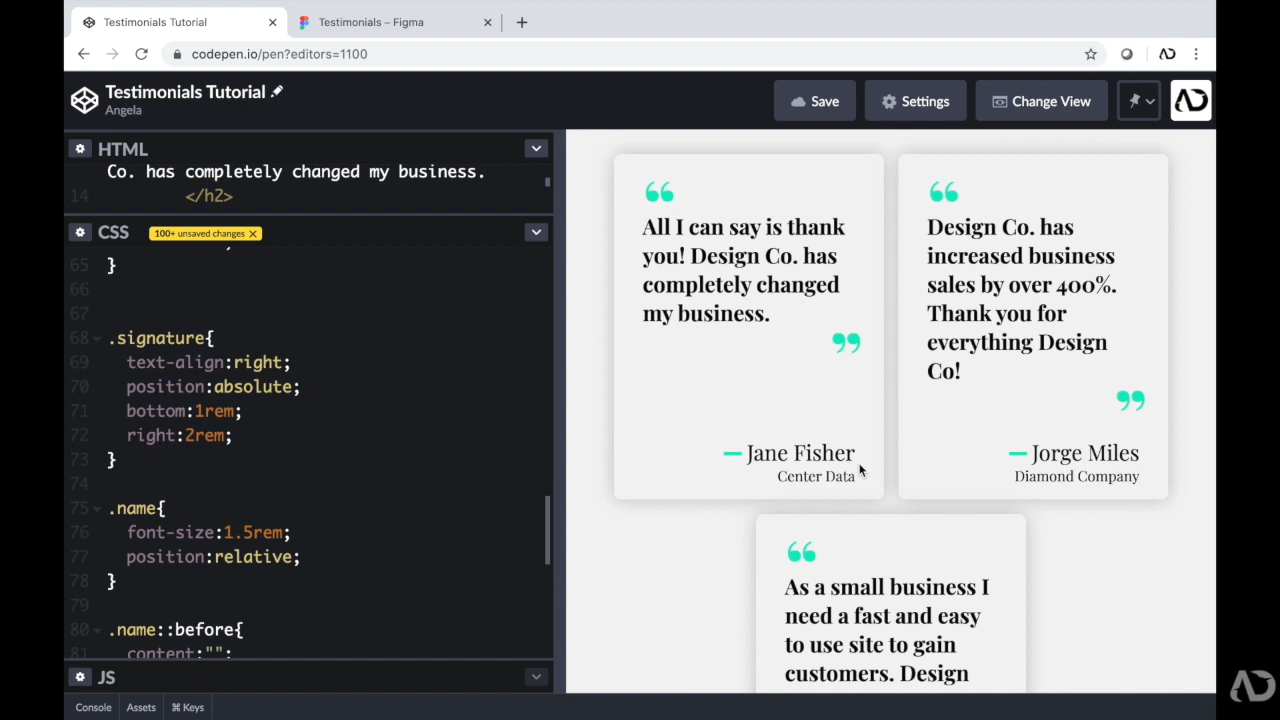 Testimonials Tutorial
Testimonials – Figma
codepen.io/pen?editors=1100
Testimonials Tutorial
Angela
Save
Settings
Change View
HTML
Co. has completely changed my business.
14 </h2>
CSS
100+ unsaved changes
65 }
66
67
68 .signature{
69 text-align:right;
70 position:absolute;
71 bottom:1rem;
72 right:2rem;
73 }
74
75 .name{
76 font-size:1.5rem;
77 position:relative;
78 }
79
80 .name::before{
81 content:"";
JS
Console
Assets
⌘ Keys
“
All I can say is thank
you! Design Co. has
completely changed
my business.
”
— Jane Fisher
Center Data
“
Design Co. has
increased business
sales by over 400%.
Thank you for
everything Design
Co!
”
— Jorge Miles
Diamond Company
“
As a small business I
need a fast and easy
to use site to gain
customers. Design